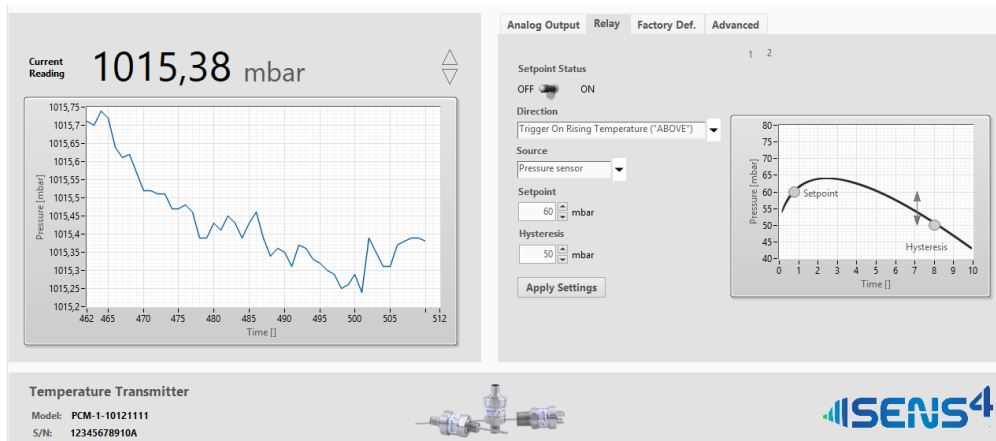 Current
Reading
1015,38 mbar
1015,75
1015,7
1015,65
1015,6
1015,55
1015,5
1015,45
1015,4
1015,35
1015,3
1015,25
1015,2
Pressure [mbar]
462 465 470 475 480 485 490 495 500 505 512
Time []
Analog Output Relay Factory Def. Advanced
1 2
Setpoint Status
OFF ON
Direction
Trigger On Rising Temperature ("ABOVE")
Source
Pressure sensor
Setpoint
60 mbar
Hysteresis
50 mbar
Apply Settings
80
75
70
65
60
55
50
45
40
Pressure [mbar]
Setpoint
Hysteresis
0 1 2 3 4 5 6 7 8 9 10
Time []
Temperature Transmitter
Model: PCM-1-10121111
S/N: 12345678910A
SENS4